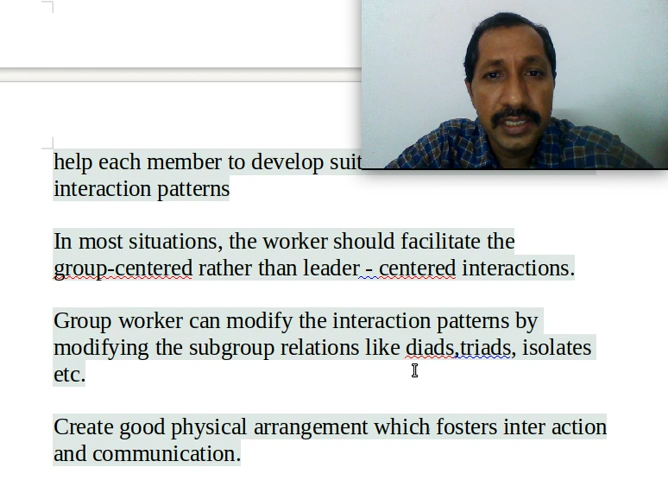 help each member to develop suit
interaction patterns
In most situations, the worker should facilitate the
group-centered rather than leader - centered interactions.
Group worker can modify the interaction patterns by
modifying the subgroup relations like diads,triads, isolates
etc.
Create good physical arrangement which fosters inter action
and communication.